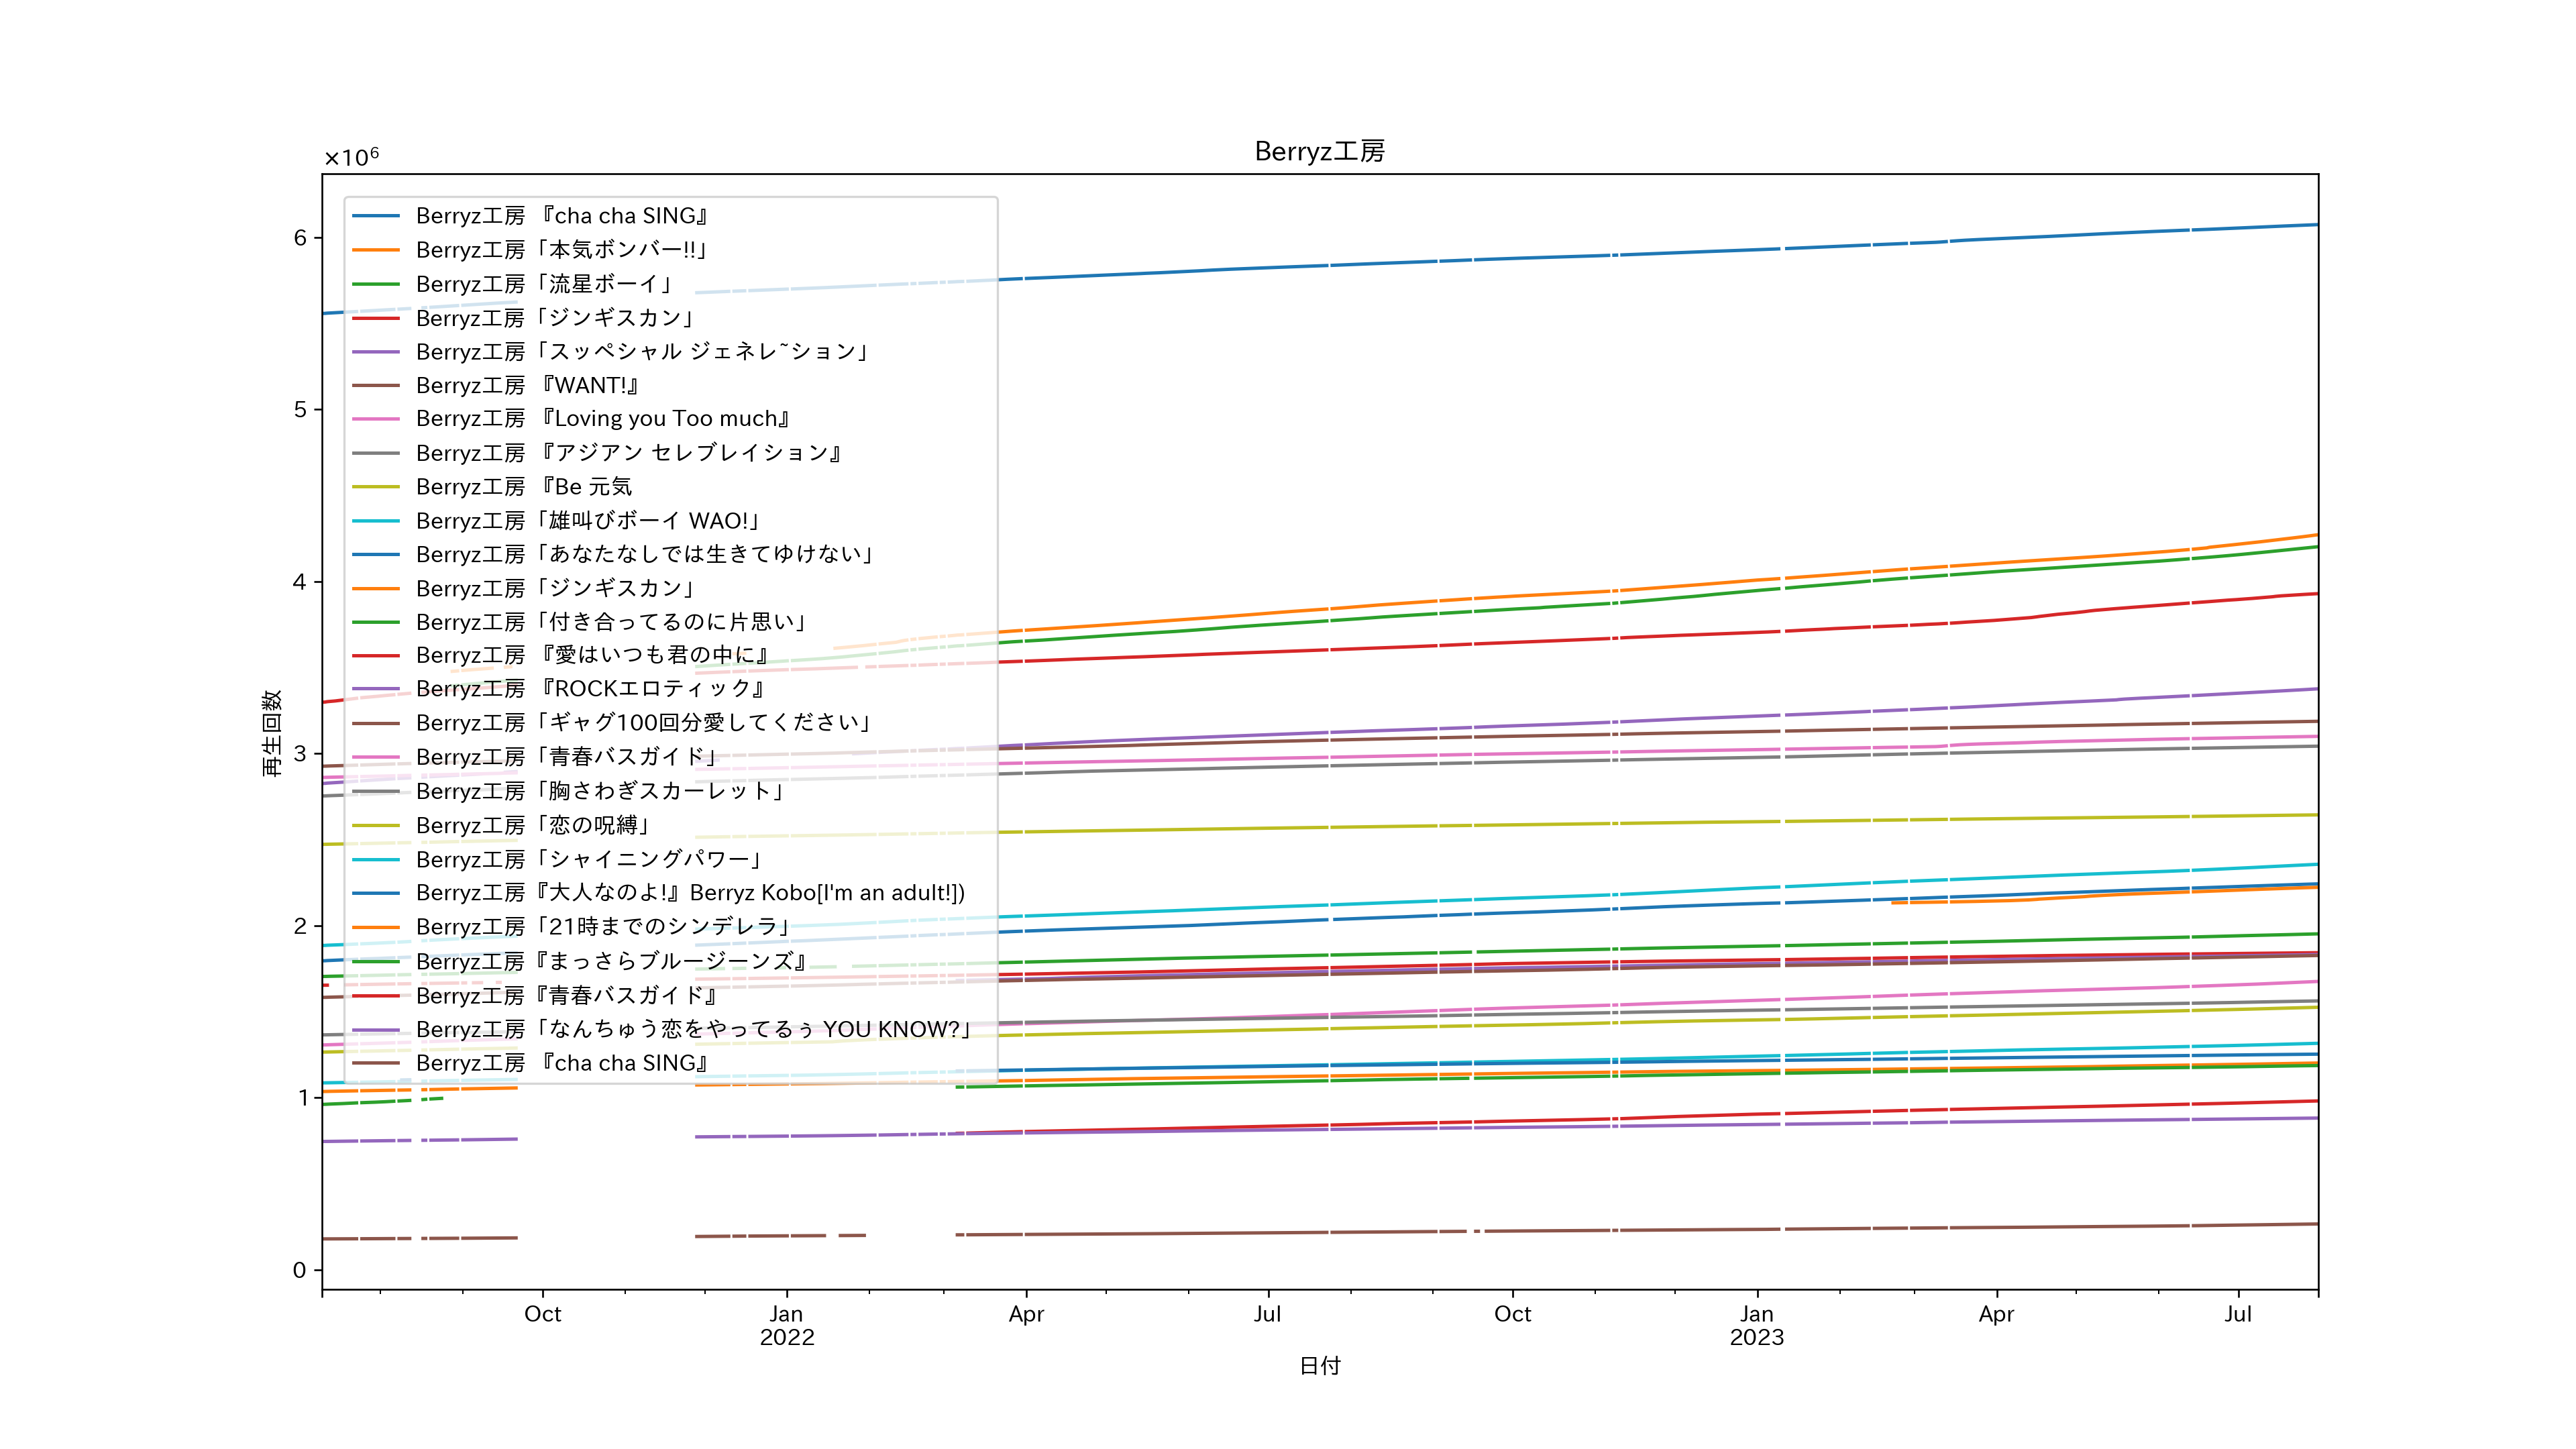 Berryz工房
×10⁶
6
5
4
3
2
1
0
再生回数
Berryz工房 『cha cha SING』
Berryz工房「本気ボンバー!!」
Berryz工房「流星ボーイ」
Berryz工房「ジンギスカン」
Berryz工房「スッペシャル ジェネレ~ション」
Berryz工房 『WANT!』
Berryz工房 『Loving you Too much』
Berryz工房 『アジアン セレブレイション』
Berryz工房 『Be 元気
Berryz工房「雄叫びボーイ WAO!」
Berryz工房「あなたなしでは生きてゆけない」
Berryz工房「ジンギスカン」
Berryz工房「付き合ってるのに片思い」
Berryz工房 『愛はいつも君の中に』
Berryz工房 『ROCKエロティック』
Berryz工房「ギャグ100回分愛してください」
Berryz工房「青春バスガイド」
Berryz工房「胸さわぎスカーレット」
Berryz工房「恋の呪縛」
Berryz工房「シャイニングパワー」
Berryz工房『大人なのよ!』Berryz Kobo[I'm an adult!])
Berryz工房「21時までのシンデレラ」
Berryz工房『まっさらブルージーンズ』
Berryz工房『青春バスガイド』
Berryz工房「なんちゅう恋をやってるぅ YOU KNOW?」
Berryz工房 『cha cha SING』
Oct Jan Apr Jul Oct Jan Apr Jul
2022 2023
日付